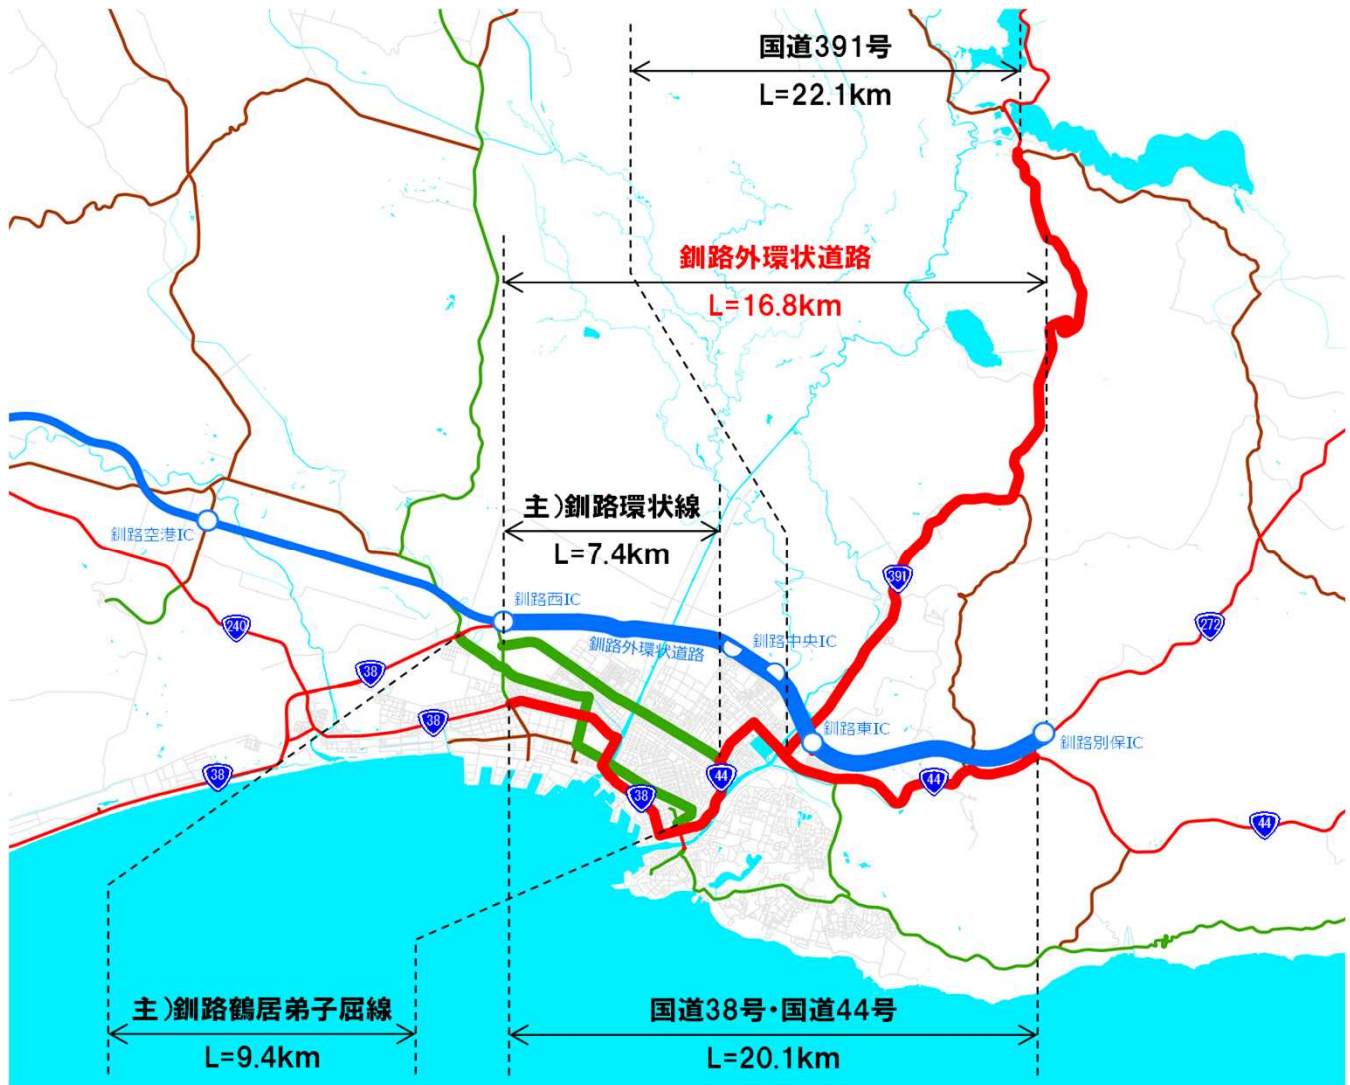 国道391号
L=22.1km
釧路外環状道路
L=16.8km
主)釧路環状線
L=7.4km
釧路空港IC
391
釧路西IC
240
272
釧路外環状道路
釧路中央IC
38
38
釧路東IC
釧路別保IC
38
44
44
38
44
主)釧路鶴居弟子屈線
L=9.4km
国道38号・国道44号
L=20.1km